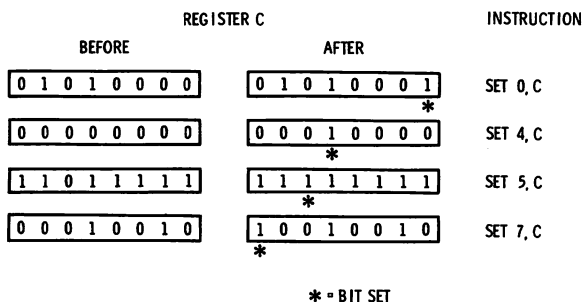 REGISTER C INSTRUCTION
BEFORE AFTER
0 1 0 1 0 0 0 0 0 1 0 1 0 0 0 1 SET 0, C
*
0 0 0 0 0 0 0 0 0 0 0 1 0 0 0 0 SET 4, C
*
1 1 0 1 1 1 1 1 1 1 1 1 1 1 1 1 SET 5, C
*
0 0 0 1 0 0 1 0 1 0 0 1 0 0 1 0 SET 7, C
*
* = BIT SET